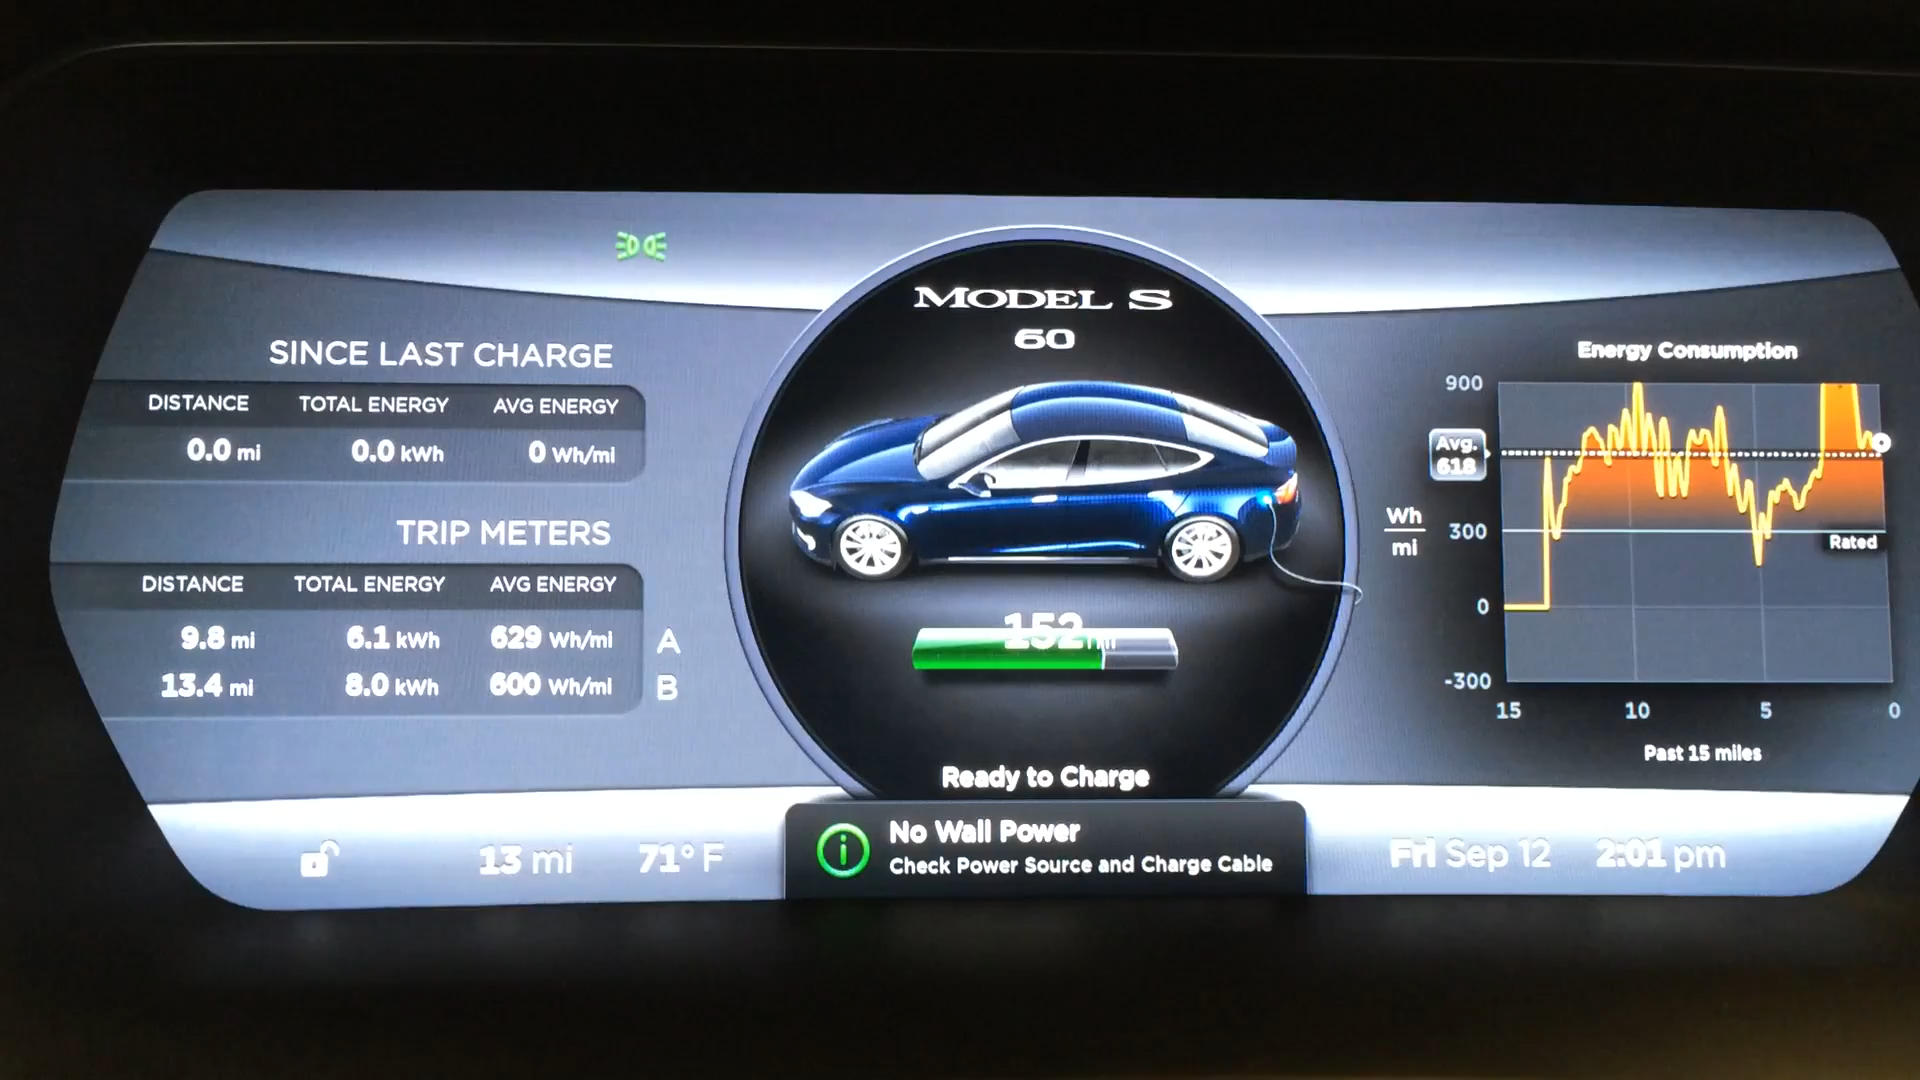 MODEL S
60
SINCE LAST CHARGE
DISTANCE TOTAL ENERGY AVG ENERGY
0.0 mi 0.0 kWh 0 Wh/mi
TRIP METERS
DISTANCE TOTAL ENERGY AVG ENERGY
9.8 mi 6.1 kWh 629 Wh/mi A
13.4 mi 8.0 kWh 600 Wh/mi B
152 mi
Ready to Charge
No Wall Power
Check Power Source and Charge Cable
Energy Consumption
900
Avg.
618
Wh
mi
300
Rated
0
-300
15 10 5 0
Past 15 miles
13 mi 71° F
Fri Sep 12 2:01 pm